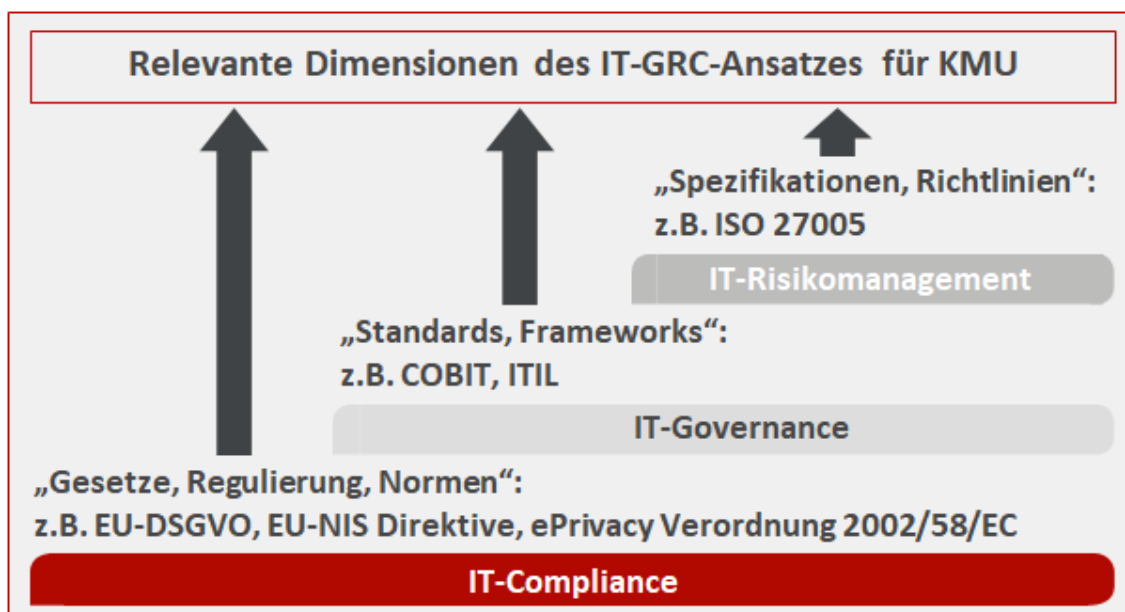 Relevante Dimensionen des IT-GRC-Ansatzes für KMU
„Spezifikationen, Richtlinien“:
z.B. ISO 27005
IT-Risikomanagement
„Standards, Frameworks“:
z.B. COBIT, ITIL
IT-Governance
„Gesetze, Regulierung, Normen“:
z.B. EU-DSGVO, EU-NIS Direktive, ePrivacy Verordnung 2002/58/EC
IT-Compliance